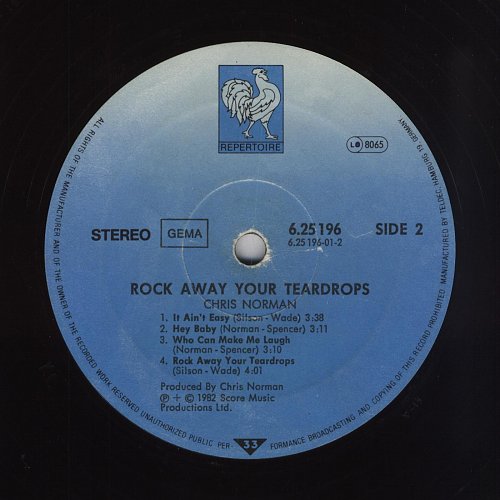 REPERTOIRE
LC 8065
STEREO GEMA 6.25 196 SIDE 2
6.25 196-01-2
ROCK AWAY YOUR TEARDROPS
CHRIS NORMAN
1. It Ain't Easy (Silson - Wade) 3:38
2. Hey Baby (Norman - Spencer) 3:11
3. Who Can Make Me Laugh
(Norman - Spencer) 3:10
4. Rock Away Your Teardrops
(Silson - Wade) 4:01
Produced By Chris Norman
Ⓟ + © 1982 Score Music
Productions Ltd.
ALL RIGHTS OF THE MANUFACTURER AND OF THE OWNER OF THE RECORDED WORK RESERVED UNAUTHORIZED PUBLIC PER- 33 FORMANCE BROADCASTING AND COPYING OF THIS RECORD PROHIBITED. MANUFACTURED BY TELDEC, HAMBURG 19 GERMANY